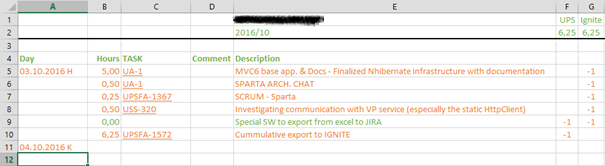 A B C D E F G
1 UPS Ignite
2 2016/10 6,25 6,25
3
4 Day Hours TASK Comment Description
5 03.10.2016 H 5,00 UA-1 MVC6 base app. & Docs - Finalized Nhibernate infrastructure with documentation -1
6 0,50 UA-1 SPARTA ARCH. CHAT -1
7 0,25 UPSFA-1367 SCRUM - Sparta -1
8 0,50 USS-320 Investigating communication with VP service (especially the static HttpClient) -1
9 0,00 Special SW to export from excel to JIRA -1 -1
10 6,25 UPSFA-1572 Cummulative export to IGNITE -1
11 04.10.2016 K
12